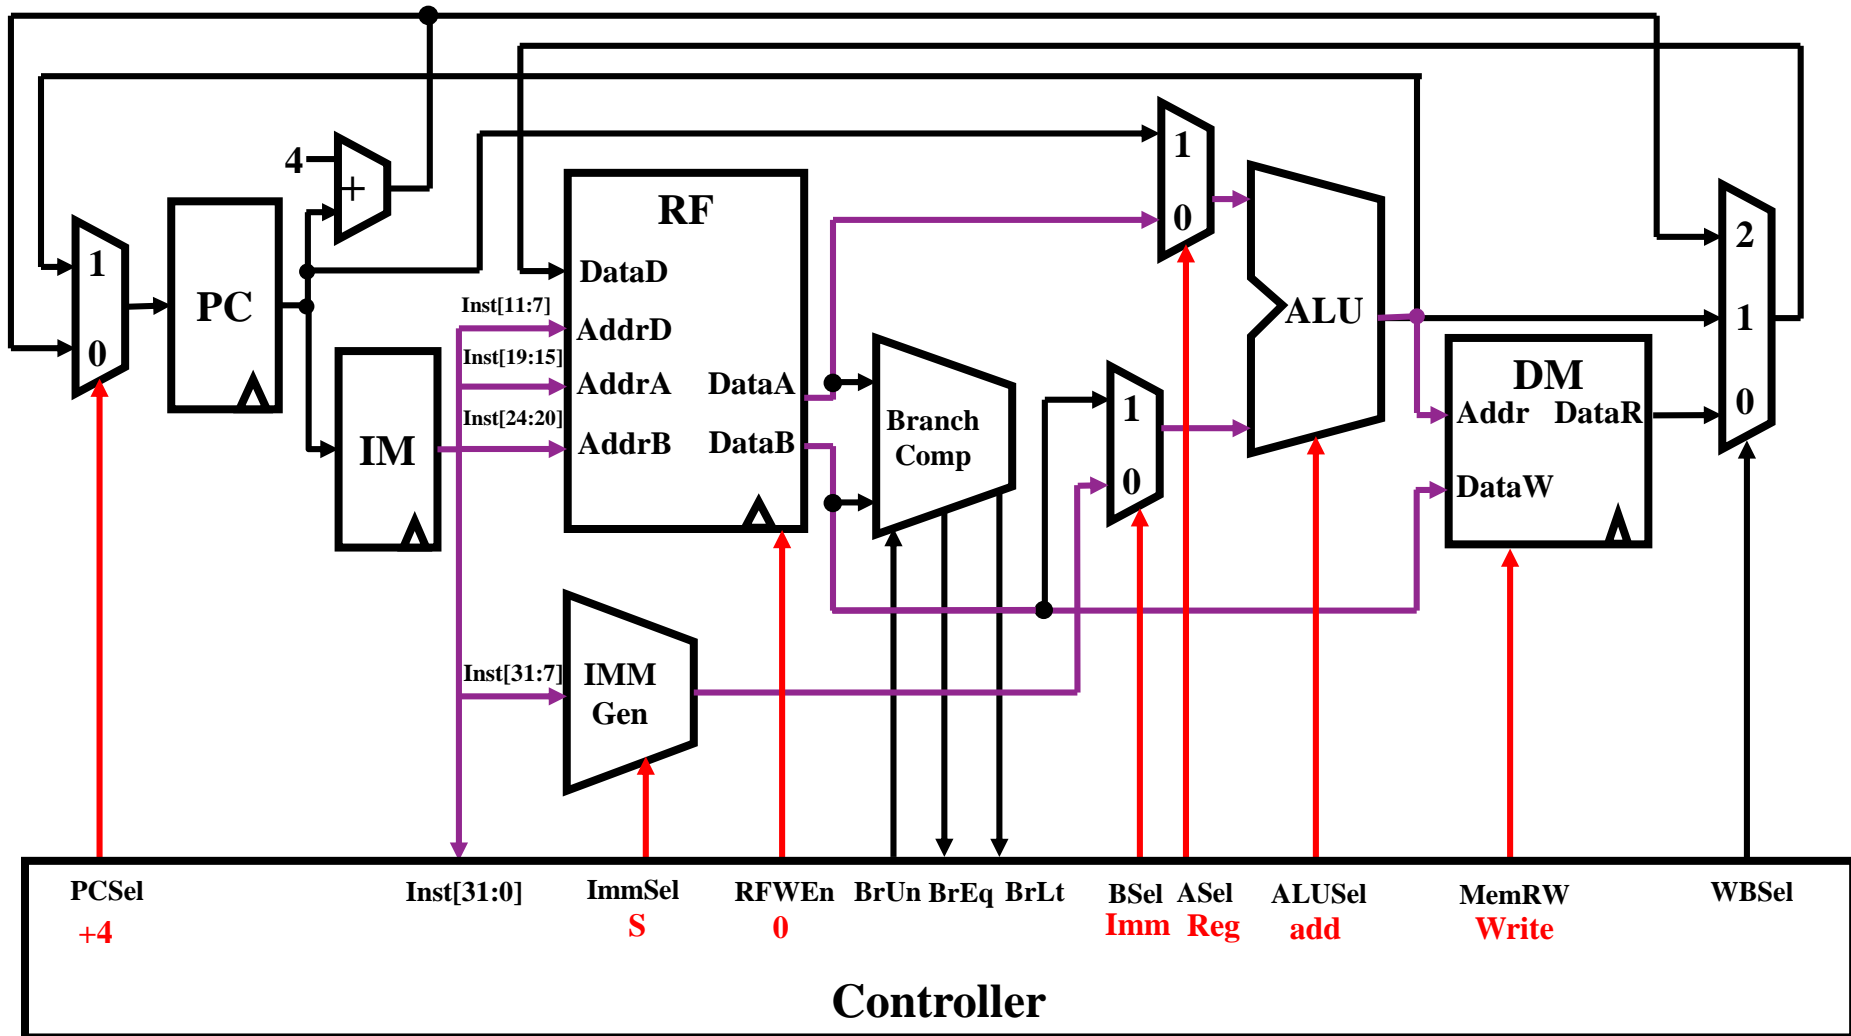 4
+
1
0
PC
IM
RF
DataD
Inst[11:7]
AddrD
Inst[19:15]
AddrA
DataA
Inst[24:20]
AddrB
DataB
Branch
Comp
1
0
1
0
ALU
DM
Addr
DataR
DataW
2
1
0
Inst[31:7]
IMM
Gen
PCSel
Inst[31:0]
ImmSel
RFWEn
BrUn
BrEq
BrLt
BSel
ASel
ALUSel
MemRW
WBSel
+4
S
0
Imm
Reg
add
Write
Controller